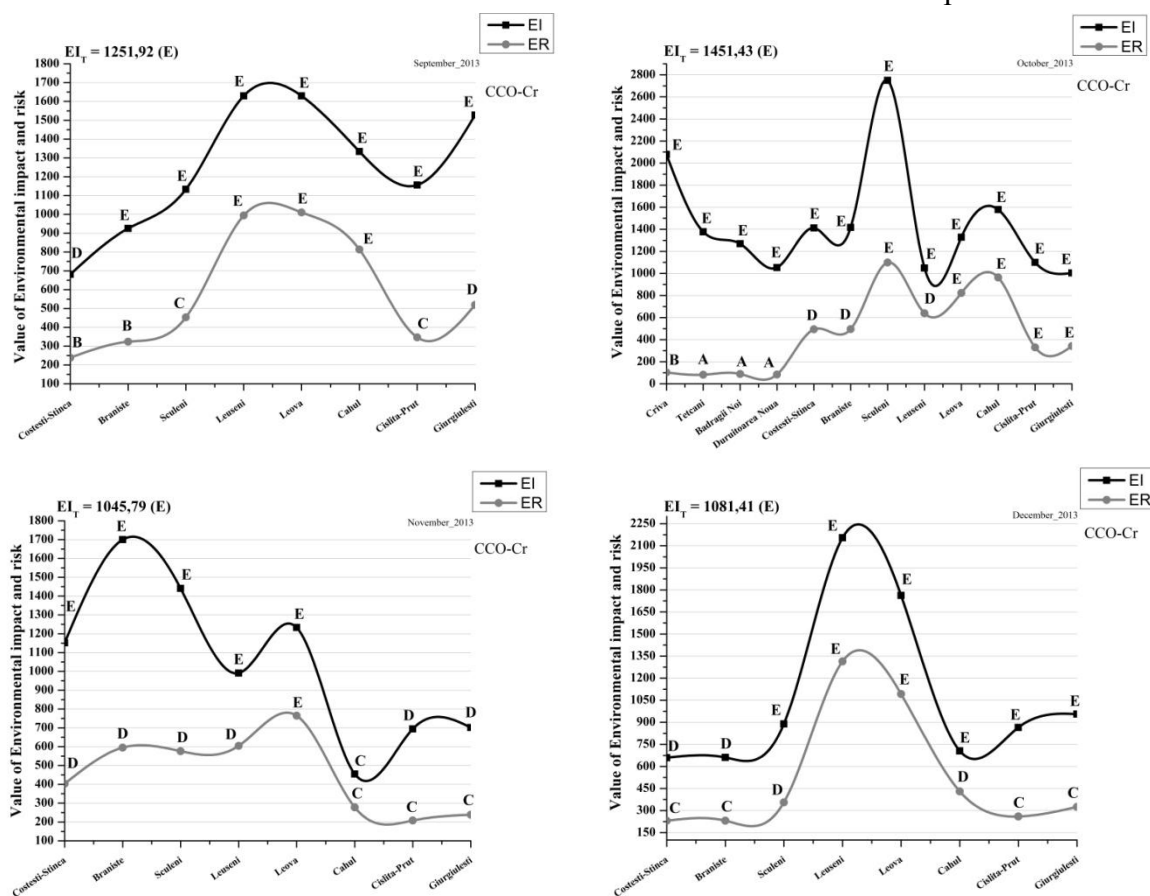 EI
ER
EI_T = 1251,92 (E)
September_2013
CCO-Cr
Value of Environmental impact and risk
1800
1700
1600
1500
1400
1300
1200
1100
1000
900
800
700
600
500
400
300
200
100
D E E E E E E E
B B C E E E C D
Costesti-Stinca
Braniste
Sculeni
Leuseni
Leova
Cahul
Cislita-Prut
Giurgiulesti
EI
ER
EI_T = 1451,43 (E)
October_2013
CCO-Cr
Value of Environmental impact and risk
2800
2600
2400
2200
2000
1800
1600
1400
1200
1000
800
600
400
200
0
E E E E E E E E E E E E
B A A A D D E D E E E E
Criva
Tetcani
Badragii Noi
Duruitoarea Noua
Costesti-Stinca
Braniste
Sculeni
Leuseni
Leova
Cahul
Cislita-Prut
Giurgiulesti
EI
ER
EI_T = 1045,79 (E)
November_2013
CCO-Cr
Value of Environmental impact and risk
1800
1700
1600
1500
1400
1300
1200
1100
1000
900
800
700
600
500
400
300
200
100
E E E E E C D D
D D D D E C C C
Costesti-Stinca
Braniste
Sculeni
Leuseni
Leova
Cahul
Cislita-Prut
Giurgiulesti
EI
ER
EI_T = 1081,41 (E)
December_2013
CCO-Cr
Value of Environmental impact and risk
2250
2100
1950
1800
1650
1500
1350
1200
1050
900
750
600
450
300
150
D D E E E E E E
C C D E E D C C
Costesti-Stinca
Braniste
Sculeni
Leuseni
Leova
Cahul
Cislita-Prut
Giurgiulesti